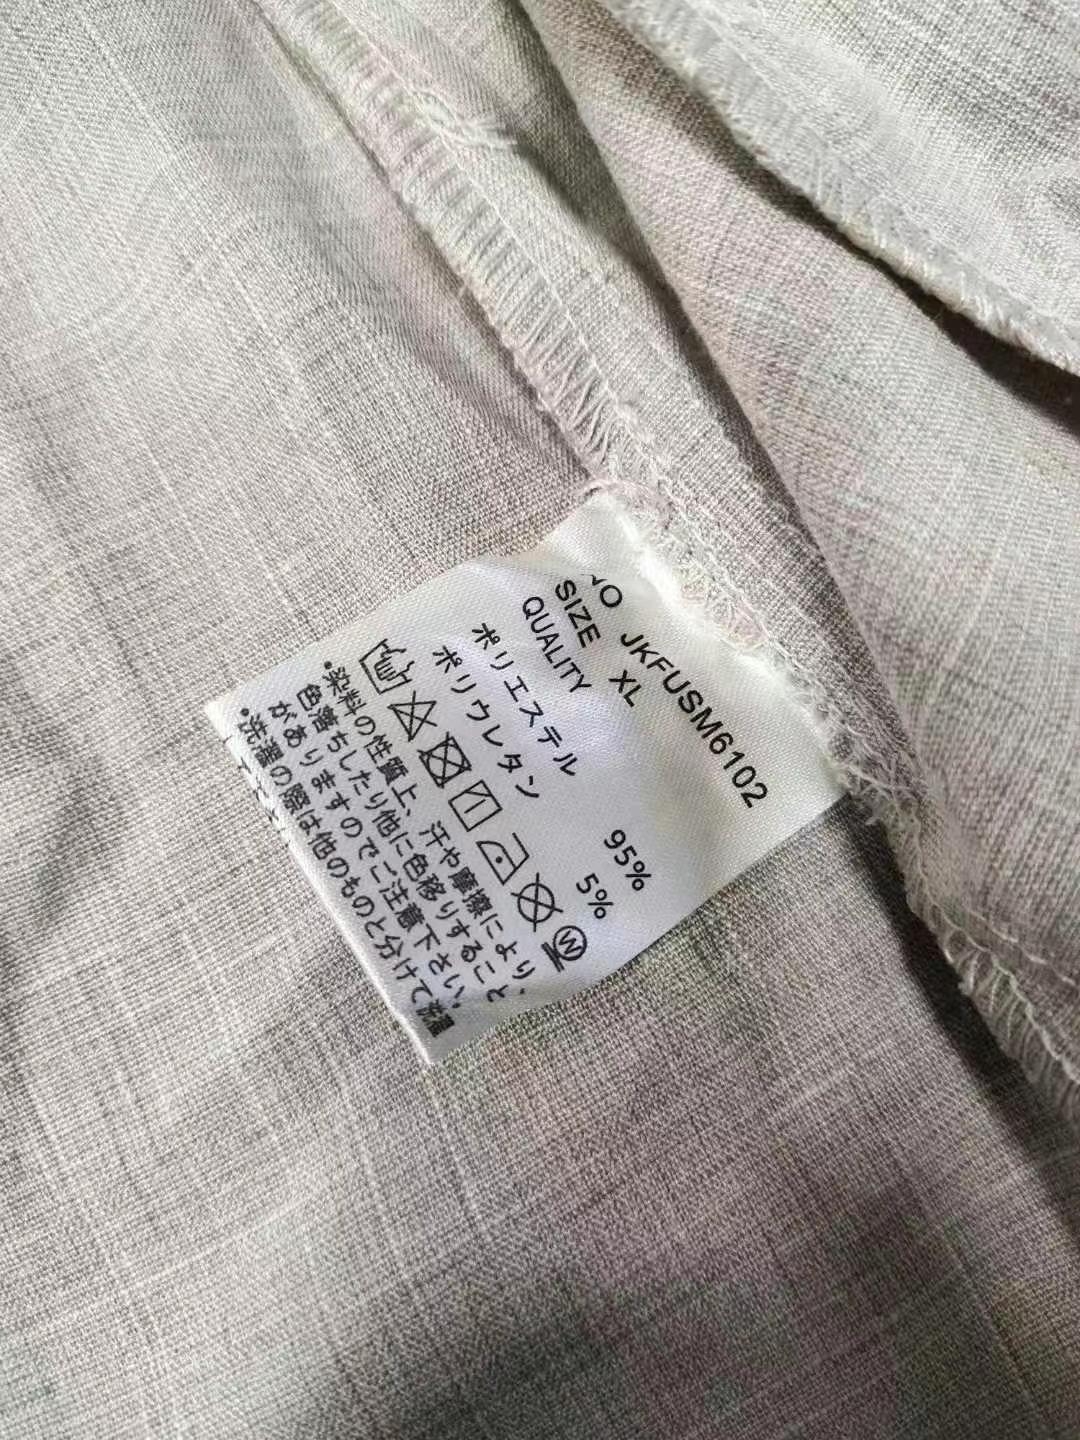 NO JKFUSM6102
SIZE XL
QUALITY
ポリエステル 95%
ポリウレタン 5%
W
•染料の性質上、汗や摩擦により、
色落ちしたり他に色移りすること
がありますのでご注意下さい。
•洗濯の際は他のものと分けて洗濯